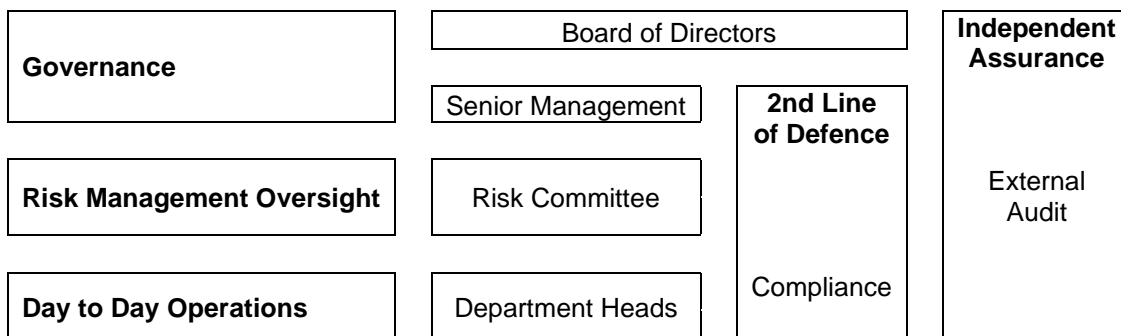 Governance
Board of Directors
Senior Management
2nd Line
of Defence
Independent
Assurance
Risk Management Oversight
Risk Committee
External
Audit
Day to Day Operations
Department Heads
Compliance